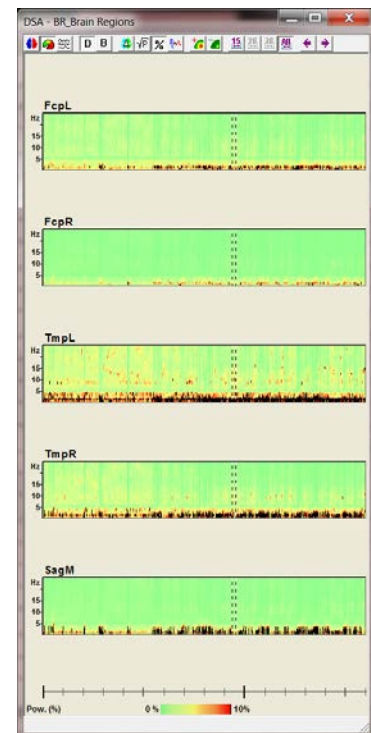 DSA - BR_Brain Regions
D B √P % 15 AR
FcpL
Hz
15
10
5
FcpR
Hz
15
10
5
TmpL
Hz
15
10
5
TmpR
Hz
15
10
5
SagM
Hz
15
10
5
Pow. (%) 0 % 10%